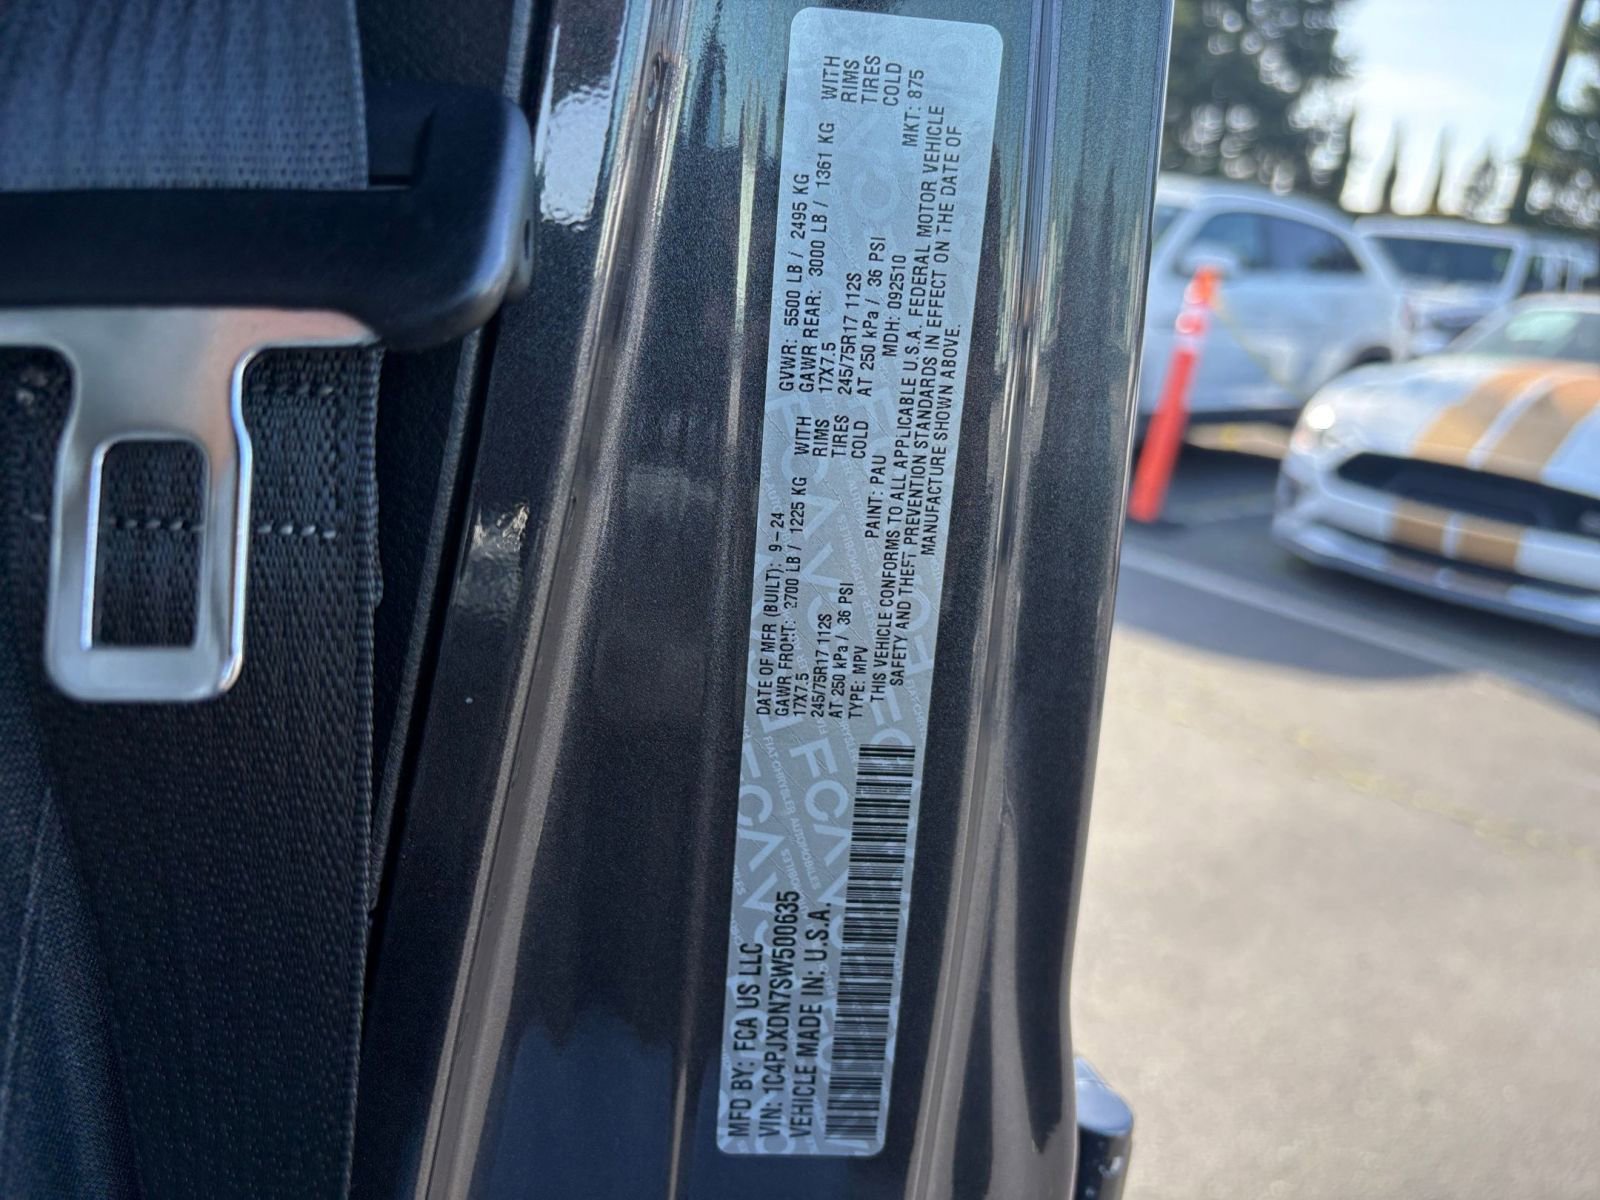 MFD BY: FCA US LLC
VIN: 1C4PJXDN7SW500635
VEHICLE MADE IN: U.S.A.
DATE OF MFR (BUILT): 9-24
GVWR: 5500 LB / 2495 KG
GAWR FRONT: 2700 LB / 1225 KG WITH
GAWR REAR: 3000 LB / 1361 KG WITH
17X7.5 RIMS
17X7.5 RIMS
245/75R17 112S TIRES
245/75R17 112S TIRES
AT 250 kPa / 36 PSI COLD
AT 250 kPa / 36 PSI COLD
TYPE: MPV PAINT: PAU MDH: 092510 MKT: 875
THIS VEHICLE CONFORMS TO ALL APPLICABLE U.S.A. FEDERAL MOTOR VEHICLE
SAFETY AND THEFT PREVENTION STANDARDS IN EFFECT ON THE DATE OF
MANUFACTURE SHOWN ABOVE.